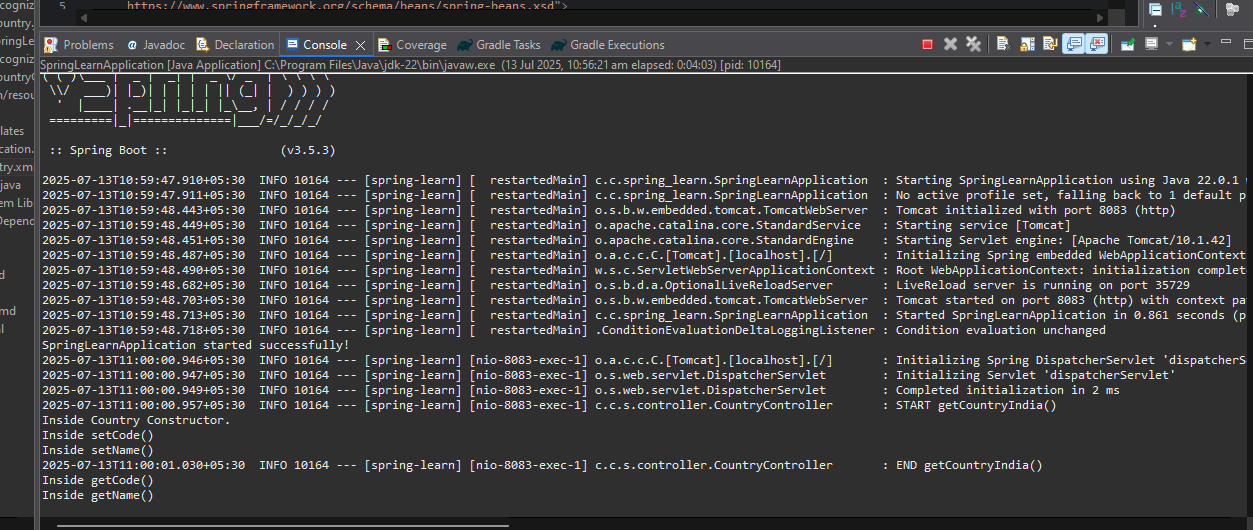 cogniz
5 https://www.springframework.org/schema/beans/spring-beans.xsd">
ountry.
ringLe
cogniz
ountryC
n/resou
lates
cation.
try.xm
java
em Lib
Depend
d
md
al
Problems Javadoc Declaration Console Coverage Gradle Tasks Gradle Executions
SpringLearnApplication [Java Application] C:\Program Files\Java\jdk-22\bin\javaw.exe (13 Jul 2025, 10:56:21 am elapsed: 0:04:03) [pid: 10164]
( ( )\___ | '_ | '_| | '_ \/ _` | \ \ \ \
\\/ ___)| |_)| | | | | || (_| | ) ) ) )
' |____| .__|_| |_|_| |_\__, | / / / /
=========|_|==============|___/=/_/_/_/
:: Spring Boot :: (v3.5.3)
2025-07-13T10:59:47.910+05:30 INFO 10164 --- [spring-learn] [ restartedMain] c.c.spring_learn.SpringLearnApplication : Starting SpringLearnApplication using Java 22.0.1
2025-07-13T10:59:47.911+05:30 INFO 10164 --- [spring-learn] [ restartedMain] c.c.spring_learn.SpringLearnApplication : No active profile set, falling back to 1 default p
2025-07-13T10:59:48.443+05:30 INFO 10164 --- [spring-learn] [ restartedMain] o.s.b.w.embedded.tomcat.TomcatWebServer : Tomcat initialized with port 8083 (http)
2025-07-13T10:59:48.449+05:30 INFO 10164 --- [spring-learn] [ restartedMain] o.apache.catalina.core.StandardService : Starting service [Tomcat]
2025-07-13T10:59:48.451+05:30 INFO 10164 --- [spring-learn] [ restartedMain] o.apache.catalina.core.StandardEngine : Starting Servlet engine: [Apache Tomcat/10.1.42]
2025-07-13T10:59:48.487+05:30 INFO 10164 --- [spring-learn] [ restartedMain] o.a.c.c.C.[Tomcat].[localhost].[/] : Initializing Spring embedded WebApplicationContext
2025-07-13T10:59:48.490+05:30 INFO 10164 --- [spring-learn] [ restartedMain] w.s.c.ServletWebServerApplicationContext : Root WebApplicationContext: initialization complet
2025-07-13T10:59:48.682+05:30 INFO 10164 --- [spring-learn] [ restartedMain] o.s.b.d.a.OptionalLiveReloadServer : LiveReload server is running on port 35729
2025-07-13T10:59:48.703+05:30 INFO 10164 --- [spring-learn] [ restartedMain] o.s.b.w.embedded.tomcat.TomcatWebServer : Tomcat started on port 8083 (http) with context pa
2025-07-13T10:59:48.713+05:30 INFO 10164 --- [spring-learn] [ restartedMain] c.c.spring_learn.SpringLearnApplication : Started SpringLearnApplication in 0.861 seconds (p
2025-07-13T10:59:48.718+05:30 INFO 10164 --- [spring-learn] [ restartedMain] .ConditionEvaluationDeltaLoggingListener : Condition evaluation unchanged
SpringLearnApplication started successfully!
2025-07-13T11:00:00.946+05:30 INFO 10164 --- [spring-learn] [nio-8083-exec-1] o.a.c.c.C.[Tomcat].[localhost].[/] : Initializing Spring DispatcherServlet 'dispatcherS
2025-07-13T11:00:00.947+05:30 INFO 10164 --- [spring-learn] [nio-8083-exec-1] o.s.web.servlet.DispatcherServlet : Initializing Servlet 'dispatcherServlet'
2025-07-13T11:00:00.949+05:30 INFO 10164 --- [spring-learn] [nio-8083-exec-1] o.s.web.servlet.DispatcherServlet : Completed initialization in 2 ms
2025-07-13T11:00:00.957+05:30 INFO 10164 --- [spring-learn] [nio-8083-exec-1] c.c.s.controller.CountryController : START getCountryIndia()
Inside Country Constructor.
Inside setCode()
Inside setName()
2025-07-13T11:00:01.030+05:30 INFO 10164 --- [spring-learn] [nio-8083-exec-1] c.c.s.controller.CountryController : END getCountryIndia()
Inside getCode()
Inside getName()